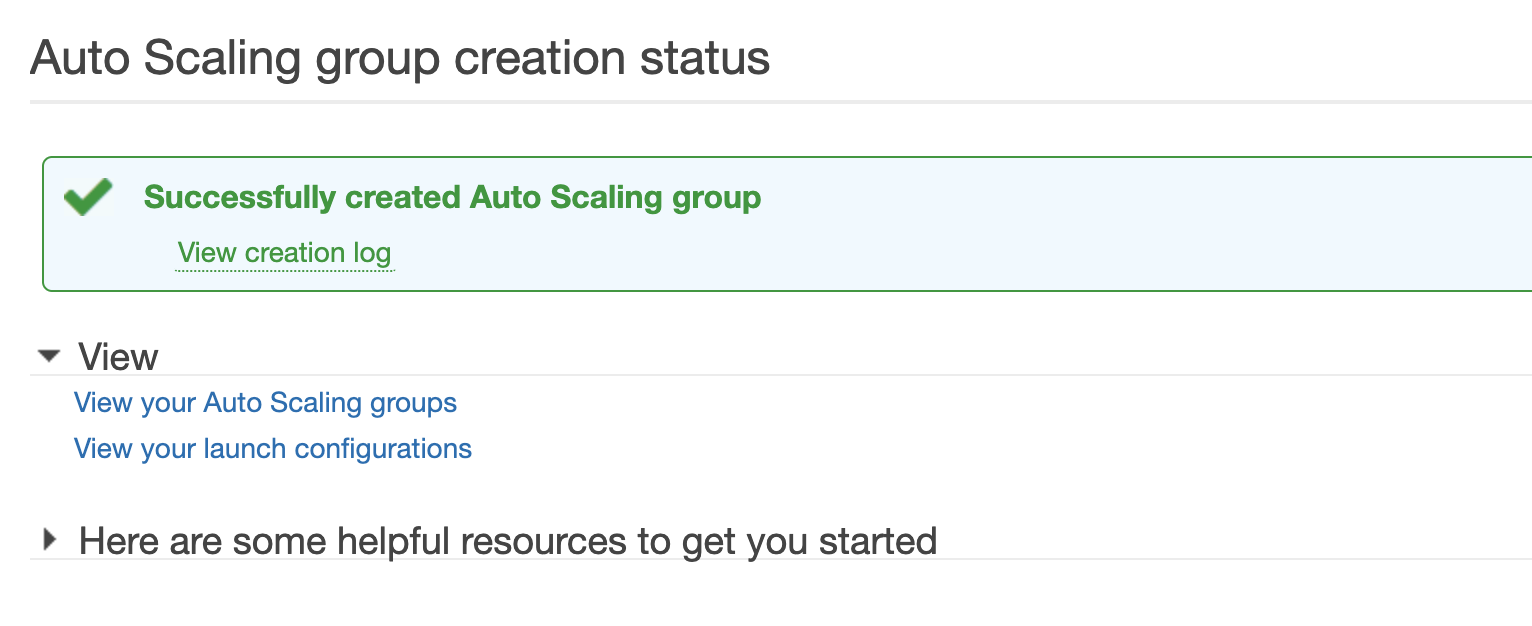 Auto Scaling group creation status
Successfully created Auto Scaling group
View creation log
View
View your Auto Scaling groups
View your launch configurations
Here are some helpful resources to get you started